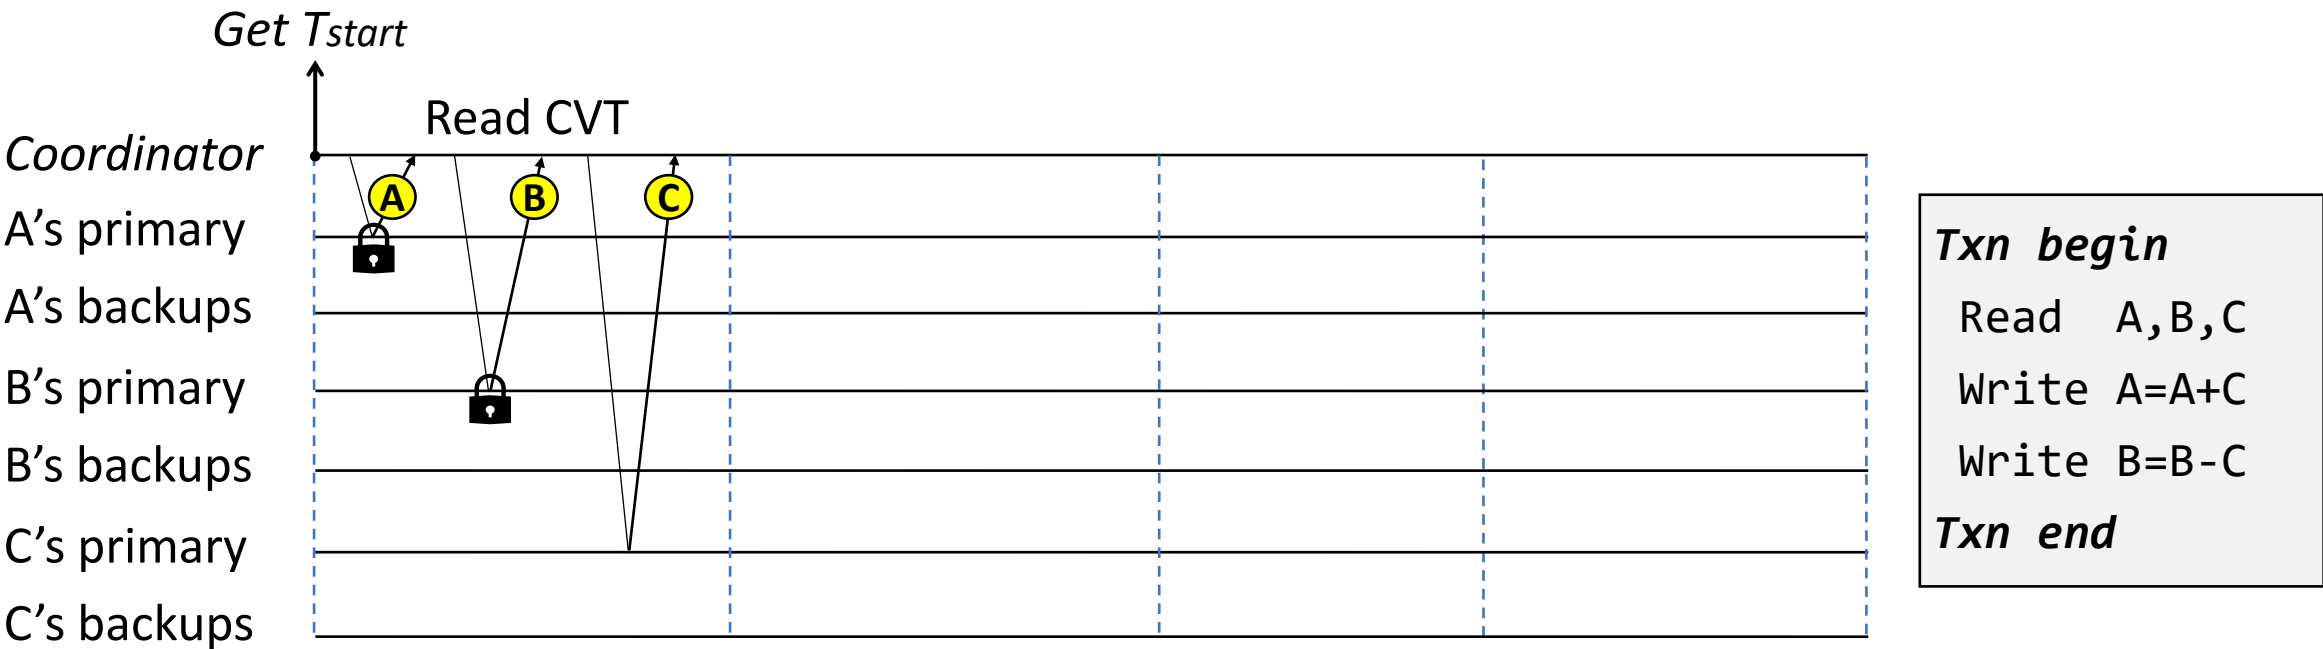 Get Tstart
Read CVT
Coordinator
A
B
C
A's primary
A's backups
B's primary
B's backups
C's primary
C's backups
Txn begin
Read A,B,C
Write A=A+C
Write B=B-C
Txn end